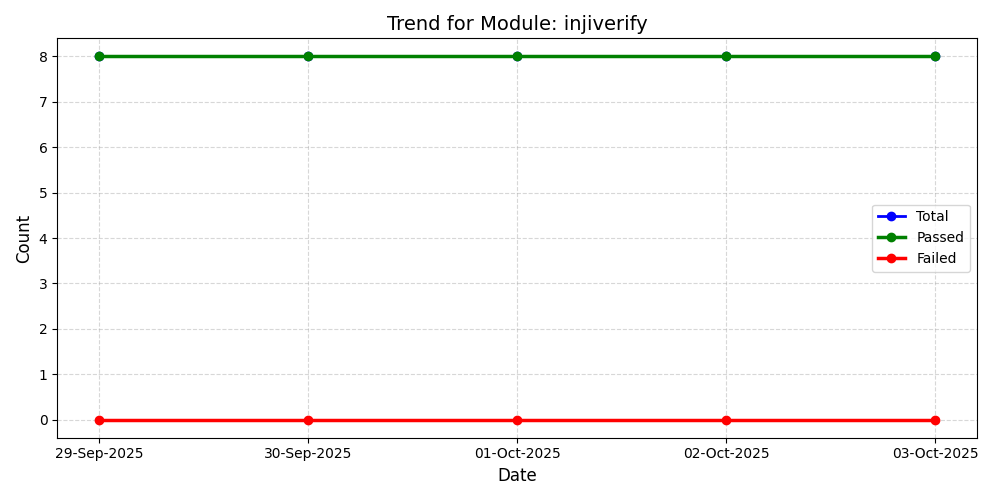 Trend for Module: injiverify
Count
8
7
6
5
4
3
2
1
0
Total
Passed
Failed
29-Sep-2025
30-Sep-2025
01-Oct-2025
02-Oct-2025
03-Oct-2025
Date